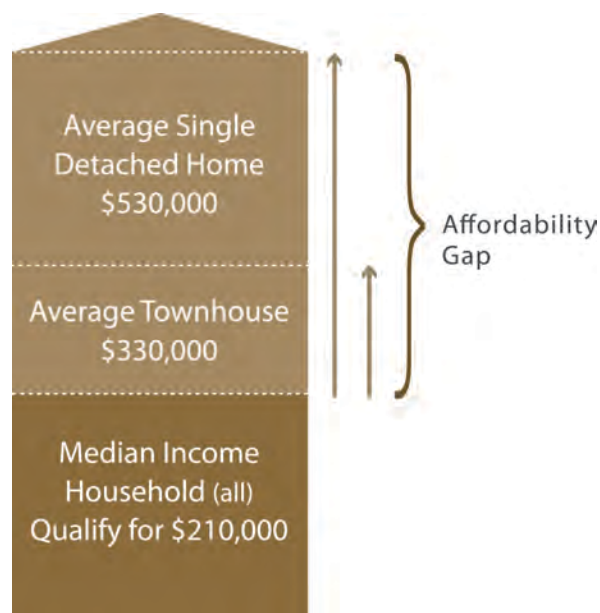 Average Single
Detached Home
$530,000
Affordability
Gap
Average Townhouse
$330,000
Median Income
Household (all)
Qualify for $210,000